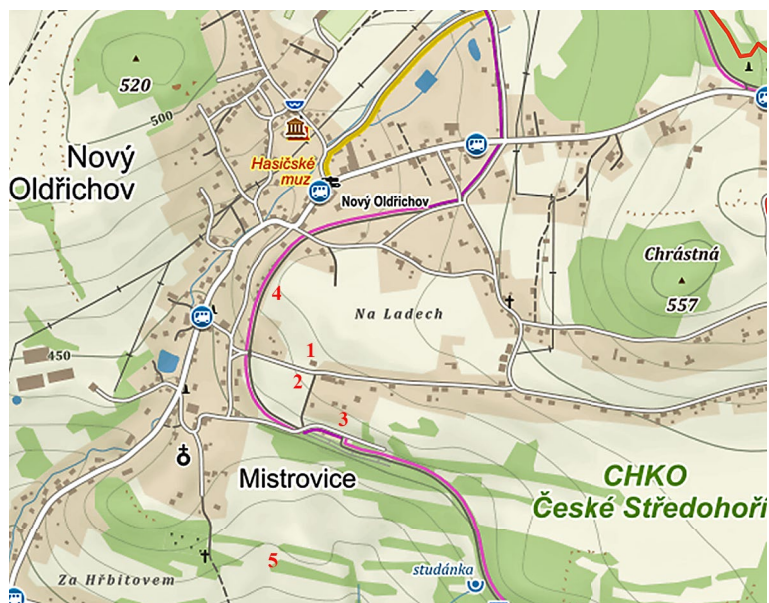 520
500
Nový
Oldřichov
Hasičské
muz
Nový Oldřichov
Chrástná
557
4
Na Ladech
450
1
2
3
Mistrovice
CHKO
České Středohoří
5
Za Hřbitovem
studánka